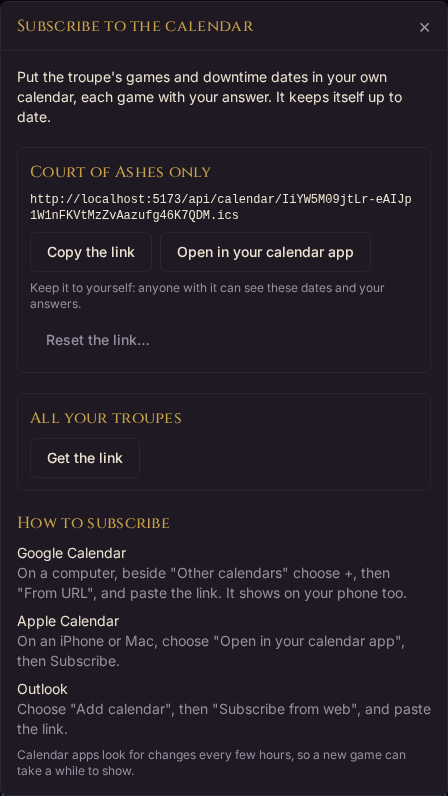 Subscribe to the calendar
×
Put the troupe's games and downtime dates in your own
calendar, each game with your answer. It keeps itself up to
date.
Court of Ashes only
http://localhost:5173/api/calendar/IiYW5M09jtLr-eAIJp
1W1nFKVtMzZvAazufg46K7QDM.ics
Copy the link
Open in your calendar app
Keep it to yourself: anyone with it can see these dates and your
answers.
Reset the link...
All your troupes
Get the link
How to subscribe
Google Calendar
On a computer, beside "Other calendars" choose +, then
"From URL", and paste the link. It shows on your phone too.
Apple Calendar
On an iPhone or Mac, choose "Open in your calendar app",
then Subscribe.
Outlook
Choose "Add calendar", then "Subscribe from web", and paste
the link.
Calendar apps look for changes every few hours, so a new game can
take a while to show.